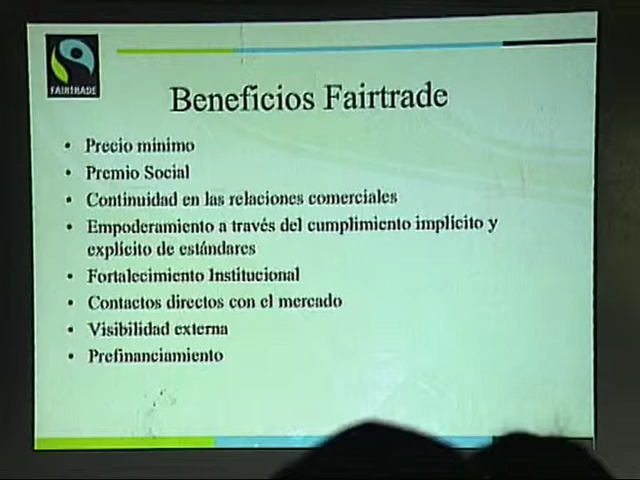 FAIRTRADE
Beneficios Fairtrade
• Precio minimo
• Premio Social
• Continuidad en las relaciones comerciales
• Empoderamiento a través del cumplimiento implícito y
explícito de estándares
• Fortalecimiento Institucional
• Contactos directos con el mercado
• Visibilidad externa
• Prefinanciamiento